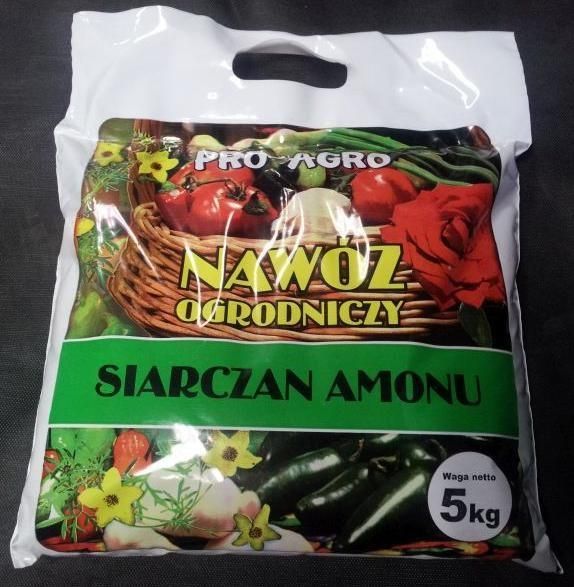 PRO AGRO
NAWÓZ
OGRODNICZY
SIARCZAN AMONU
Waga netto
5kg